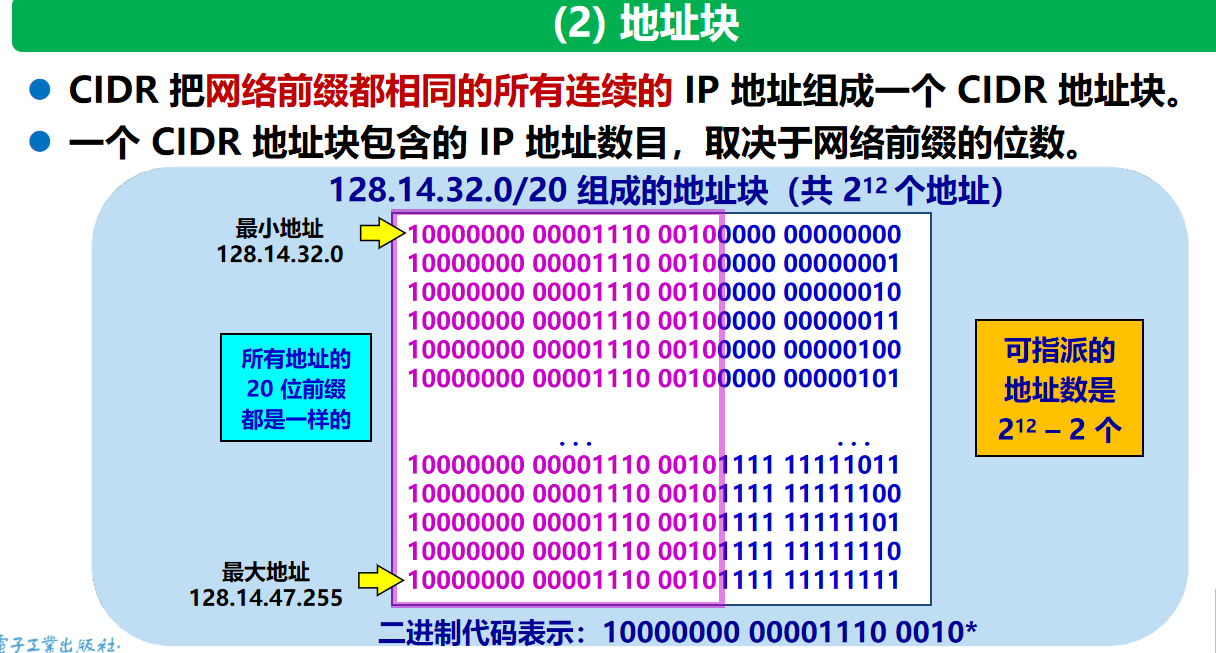 (2) 地址块
CIDR 把网络前缀都相同的所有连续的 IP 地址组成一个 CIDR 地址块。
一个 CIDR 地址块包含的 IP 地址数目，取决于网络前缀的位数。
128.14.32.0/20 组成的地址块（共 2¹² 个地址）
最小地址
128.14.32.0
10000000 00001110 00100000 00000000
10000000 00001110 00100000 00000001
10000000 00001110 00100000 00000010
10000000 00001110 00100000 00000011
10000000 00001110 00100000 00000100
10000000 00001110 00100000 00000101
所有地址的
20 位前缀
都是一样的
可指派的
地址数是
2¹² – 2 个
... ...
10000000 00001110 00101111 11111011
10000000 00001110 00101111 11111100
10000000 00001110 00101111 11111101
10000000 00001110 00101111 11111110
10000000 00001110 00101111 11111111
最大地址
128.14.47.255
二进制代码表示：10000000 00001110 0010*
電子工業出版社.